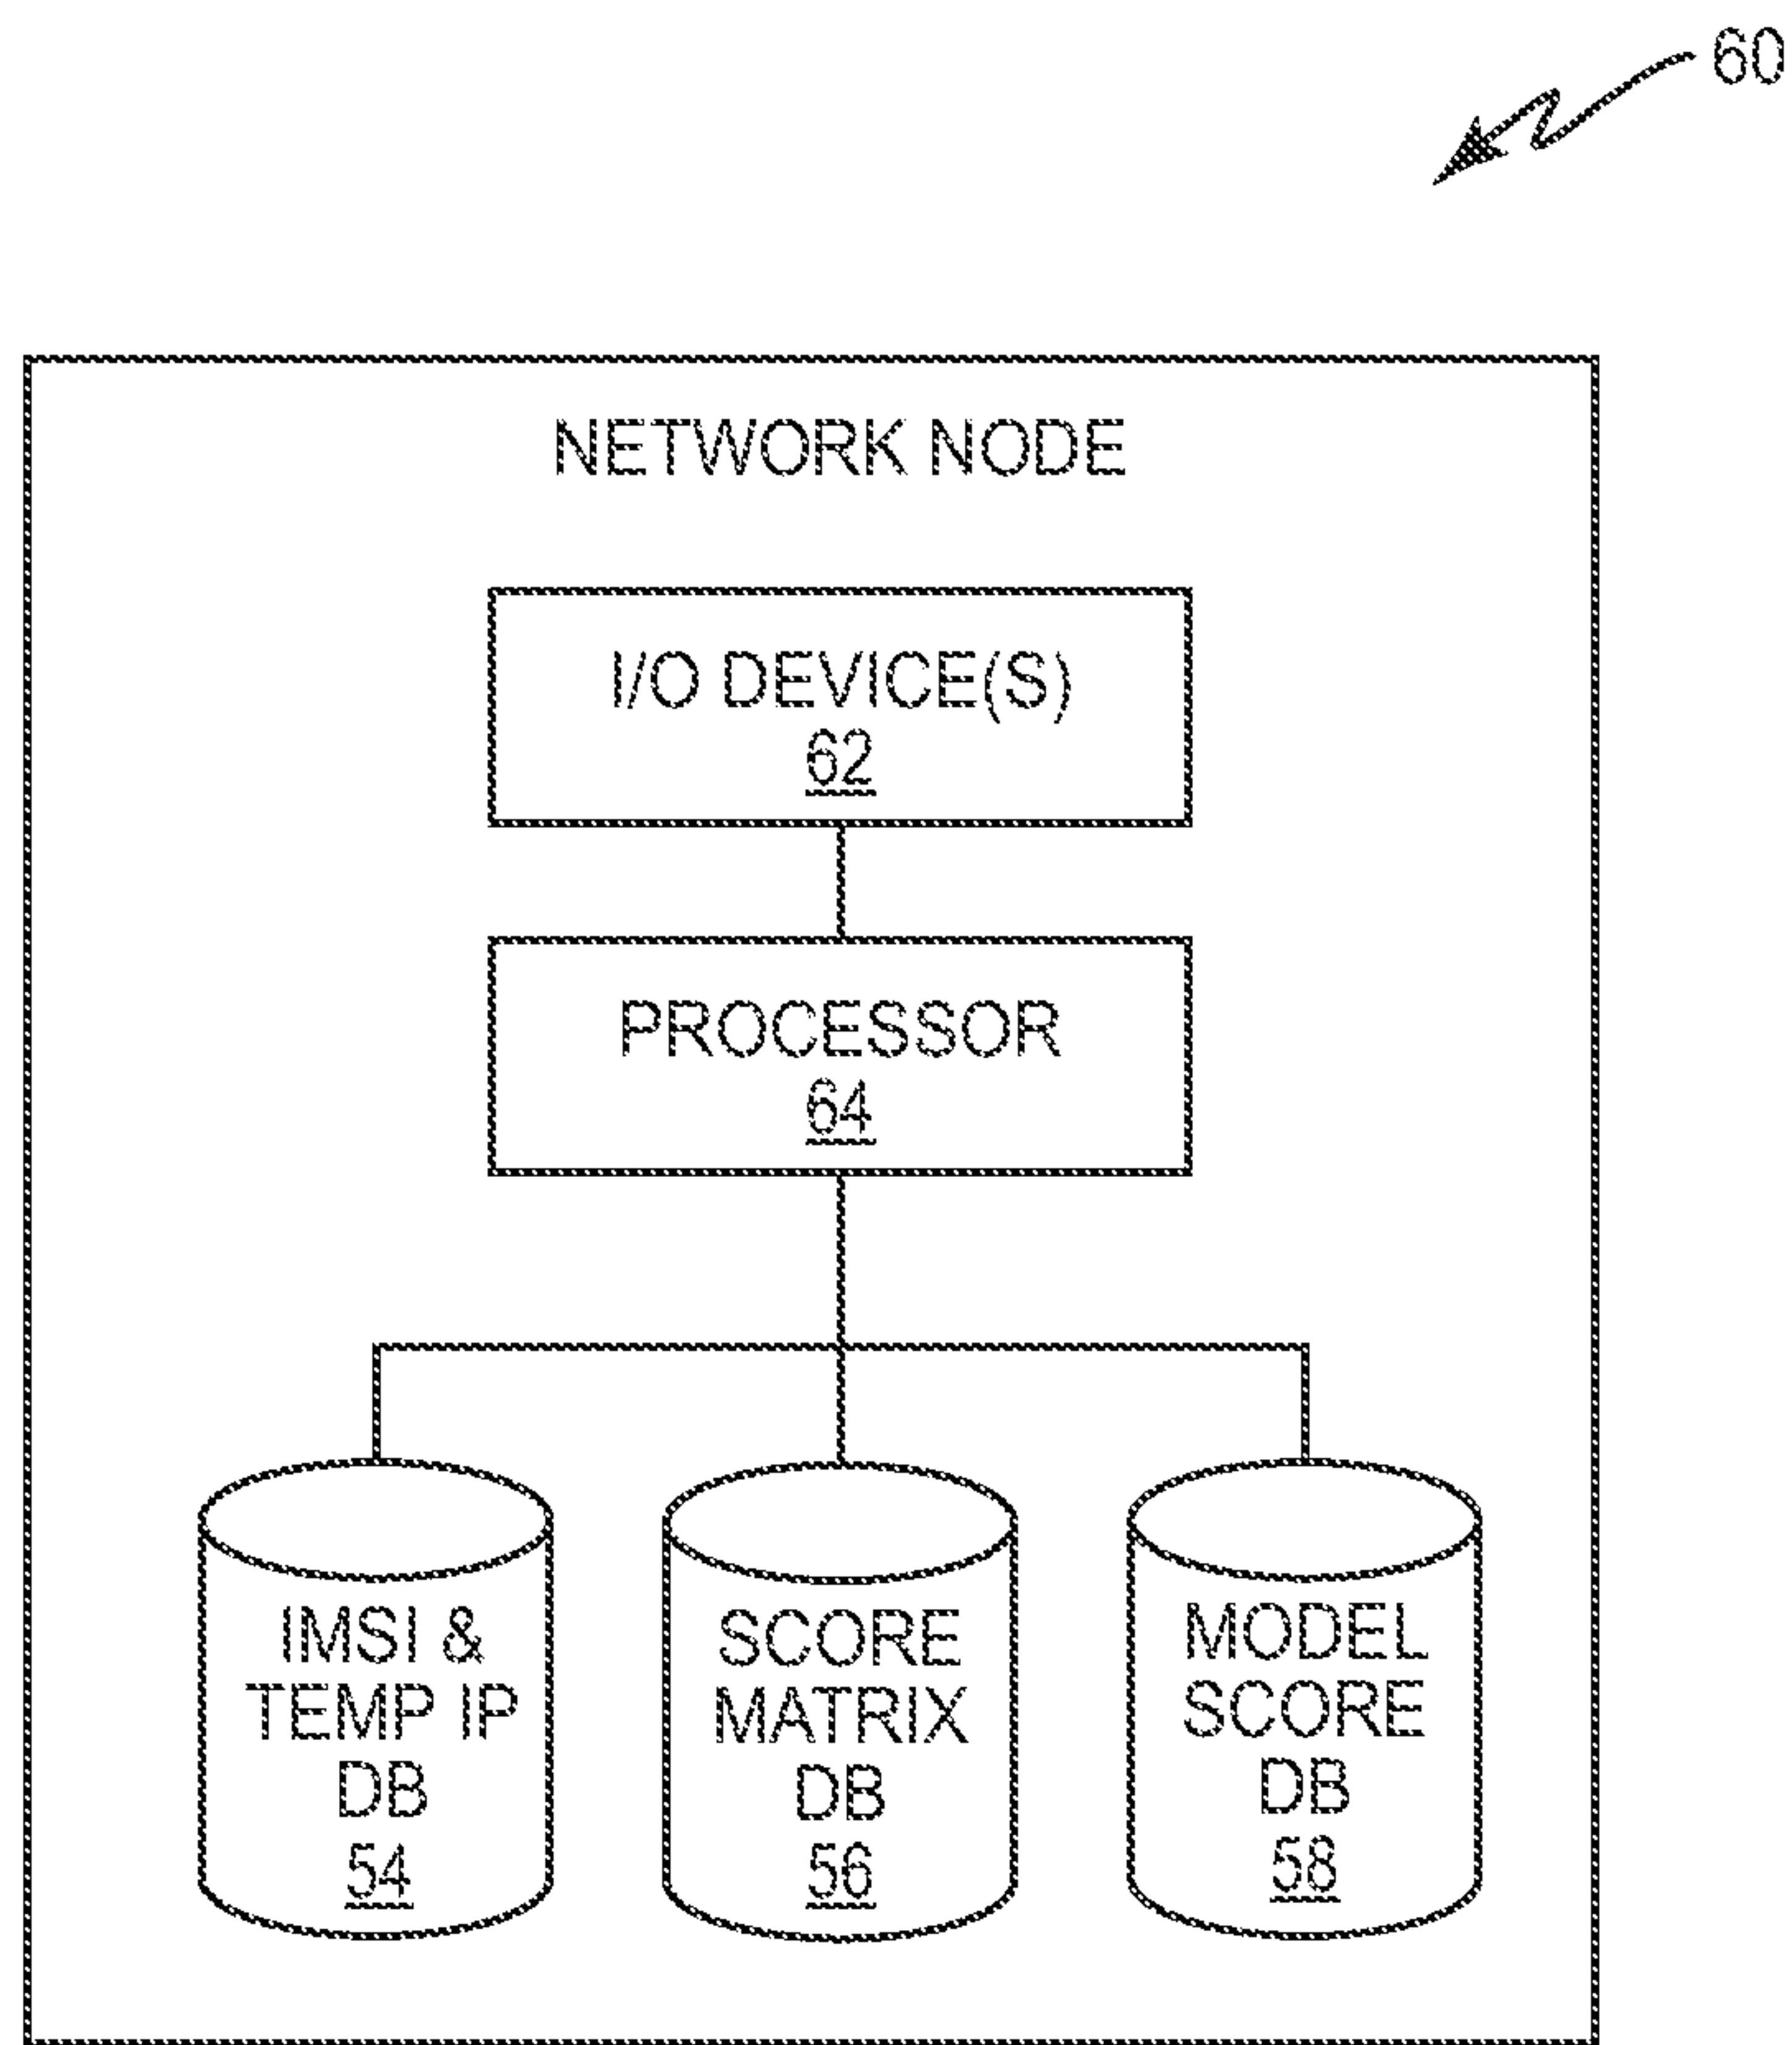 60
NETWORK NODE
I/O DEVICE(S)
62
PROCESSOR
64
IMSI &
TEMP IP
DB
54
SCORE
MATRIX
DB
56
MODEL
SCORE
DB
58